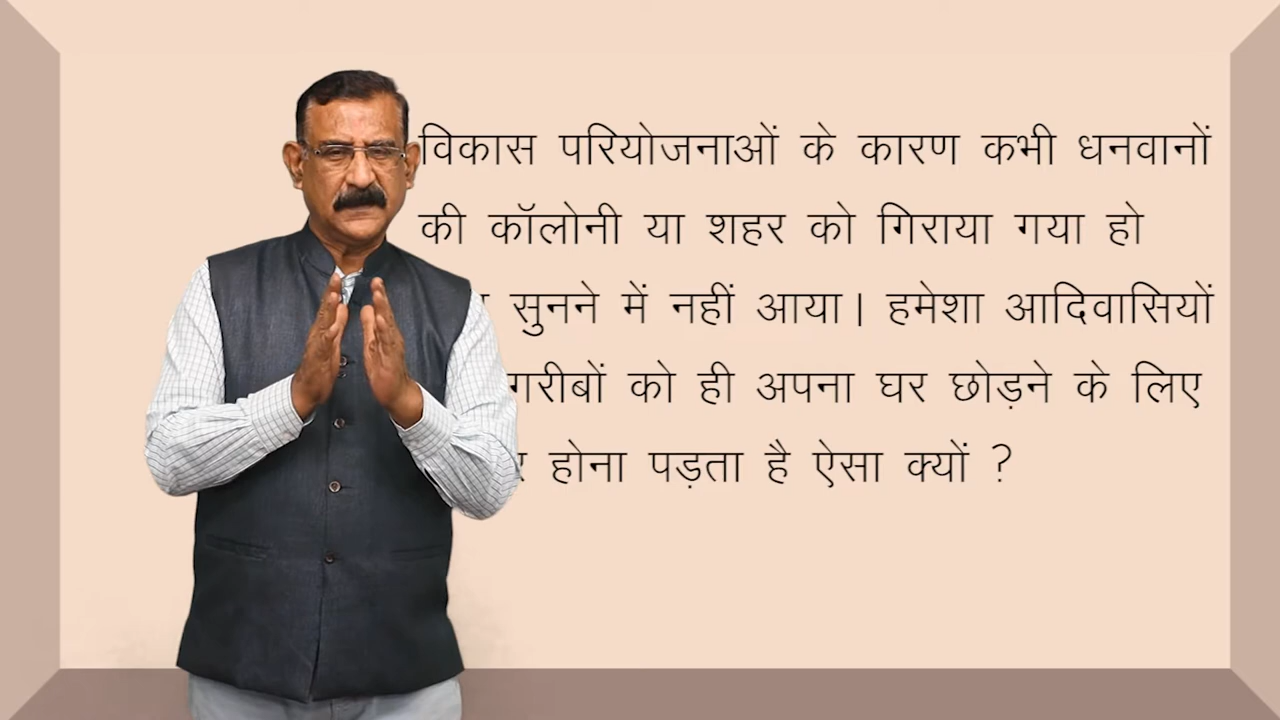 विकास परियोजनाओं के कारण कभी धनवानों
की कॉलोनी या शहर को गिराया गया हो
सुनने में नहीं आया। हमेशा आदिवासियों
गरीबों को ही अपना घर छोड़ने के लिए
होना पड़ता है ऐसा क्यों ?